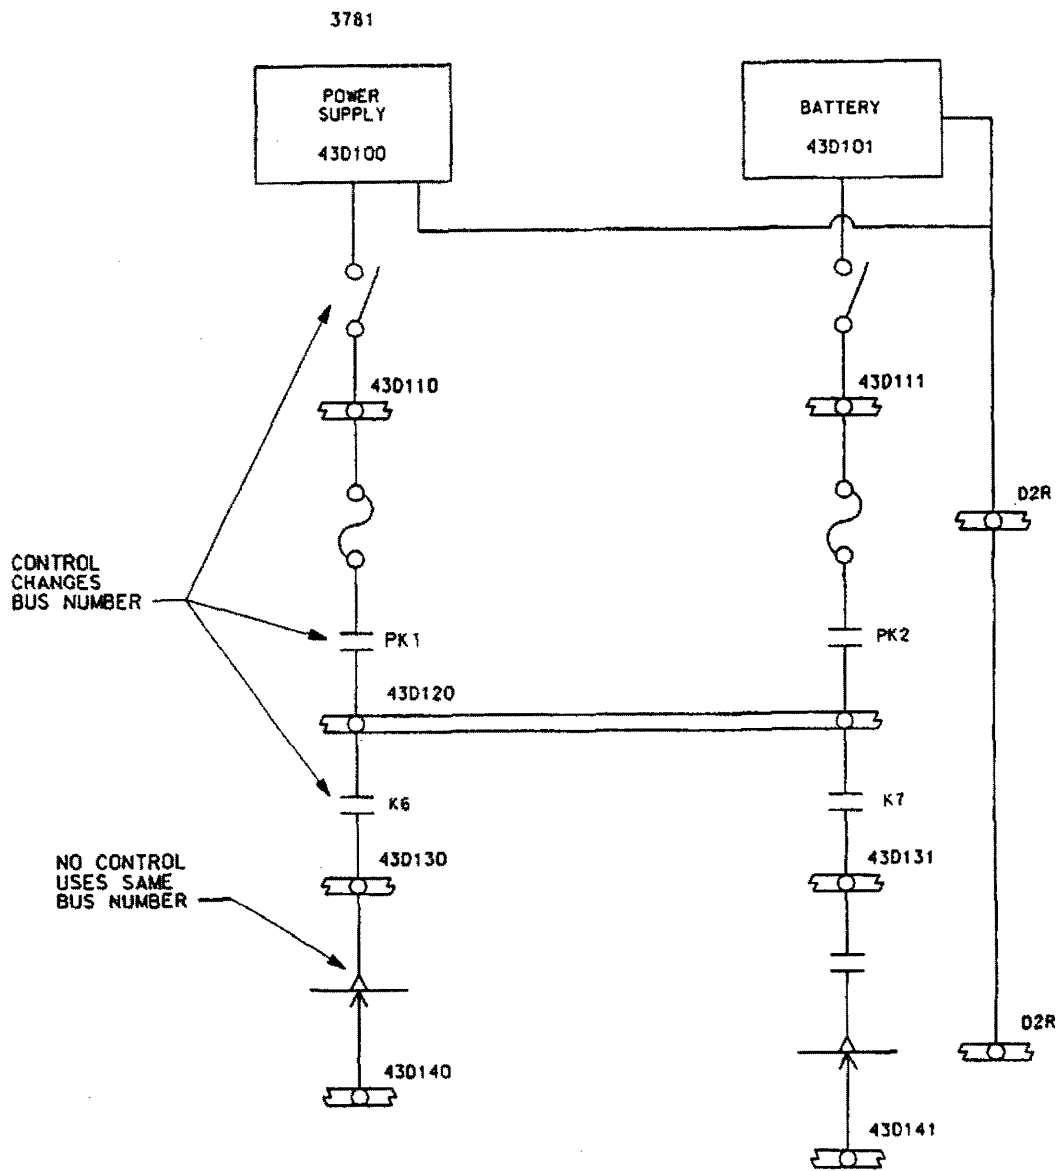 3781
POWER
SUPPLY
43D100
BATTERY
43D101
43D110
43D111
D2R
CONTROL
CHANGES
BUS NUMBER
PK1
PK2
43D120
K6
K7
43D130
43D131
NO CONTROL
USES SAME
BUS NUMBER
D2R
43D140
43D141